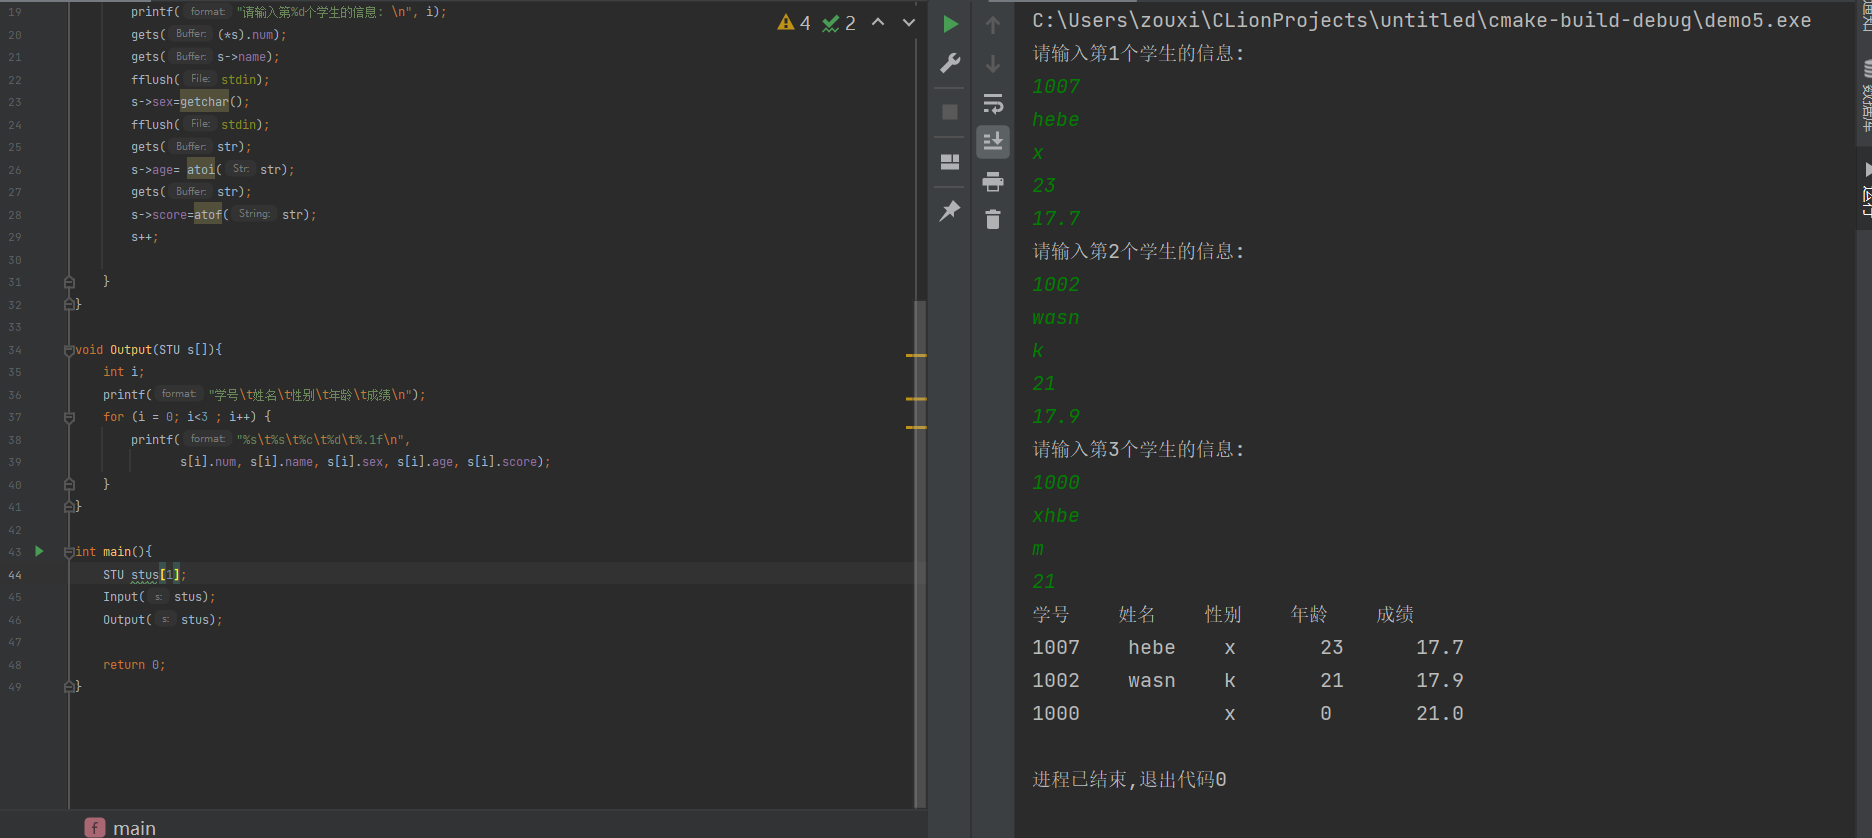 19 printf( format: "请输入第%d个学生的信息: \n", i);
20 gets( Buffer: (*s).num);
21 gets( Buffer: s->name);
22 fflush( File: stdin);
23 s->sex=getchar();
24 fflush( File: stdin);
25 gets( Buffer: str);
26 s->age= atoi( Str: str);
27 gets( Buffer: str);
28 s->score=atof( String: str);
29 s++;
30
31 }
32 }
33
34 void Output(STU s[]){
35 int i;
36 printf( format: "学号\t姓名\t性别\t年龄\t成绩\n");
37 for (i = 0; i<3 ; i++) {
38 printf( format: "%s\t%s\t%c\t%d\t%.1f\n",
39 s[i].num, s[i].name, s[i].sex, s[i].age, s[i].score);
40 }
41 }
42
43 int main(){
44 STU stus[1];
45 Input( s: stus);
46 Output( s: stus);
47
48 return 0;
49 }
4 2
main
C:\Users\zouxi\CLionProjects\untitled\cmake-build-debug\demo5.exe
请输入第1个学生的信息:
1007
hebe
x
23
17.7
请输入第2个学生的信息:
1002
wasn
k
21
17.9
请输入第3个学生的信息:
1000
xhbe
m
21
学号 姓名 性别 年龄 成绩
1007 hebe x 23 17.7
1002 wasn k 21 17.9
1000 x 0 21.0
进程已结束,退出代码0
数据库
运行